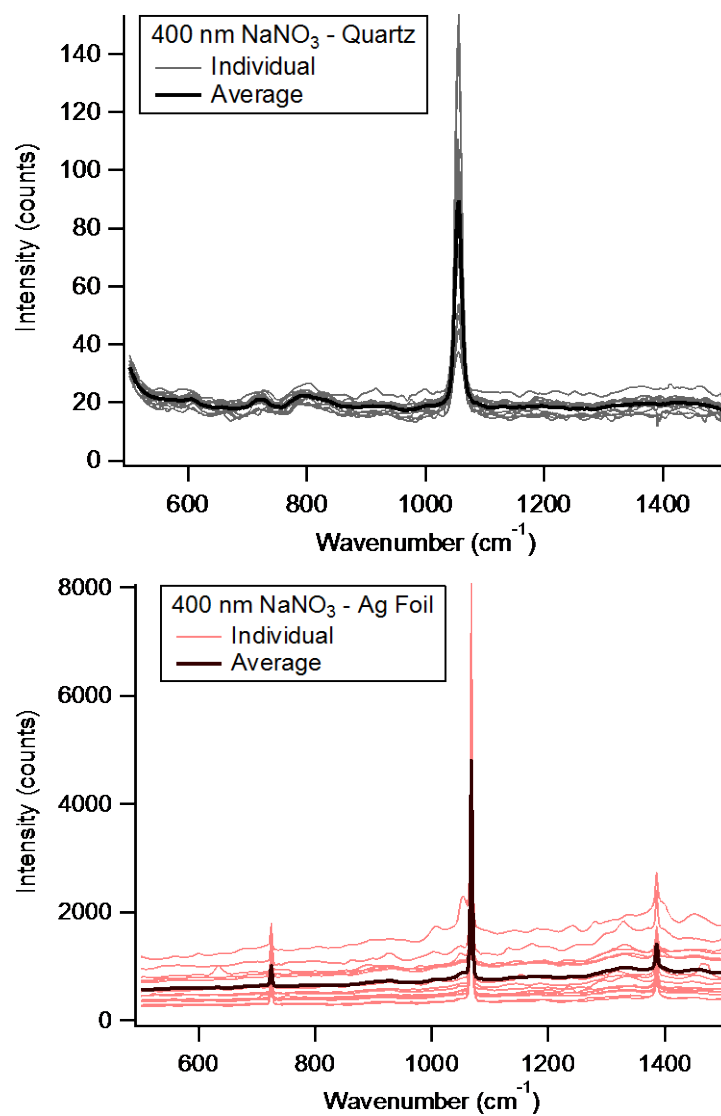 400 nm NaNO₃ - Quartz
Individual
Average
Intensity (counts)
140
120
100
80
60
40
20
0
600 800 1000 1200 1400
Wavenumber (cm⁻¹)
400 nm NaNO₃ - Ag Foil
Individual
Average
Intensity (counts)
8000
6000
4000
2000
0
600 800 1000 1200 1400
Wavenumber (cm⁻¹)